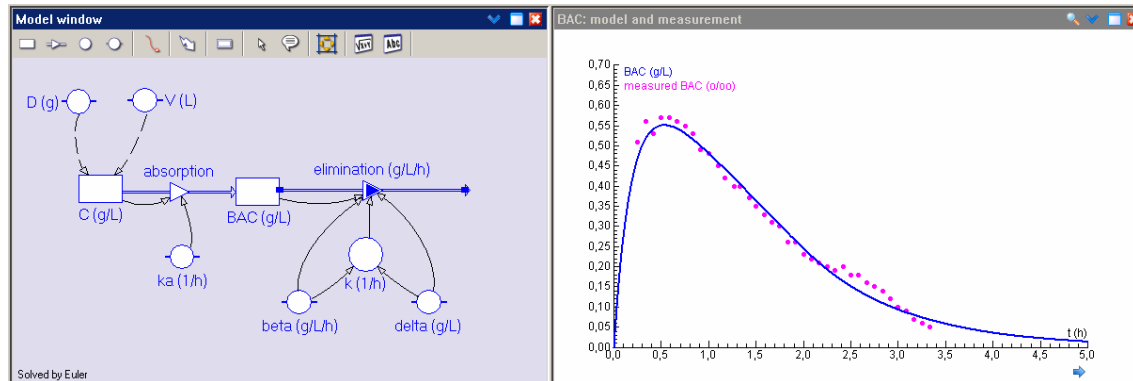 Model window
√EXIT
Abc
D (g)
V (L)
absorption
elimination (g/L/h)
C (g/L)
BAC (g/L)
ka (1/h)
k (1/h)
beta (g/L/h)
delta (g/L)
Solved by Euler
BAC: model and measurement
BAC (g/L)
measured BAC (o/oo)
0,70
0,65
0,60
0,55
0,50
0,45
0,40
0,35
0,30
0,25
0,20
0,15
0,10
0,05
0,00
t (h)
0,0 0,5 1,0 1,5 2,0 2,5 3,0 3,5 4,0 4,5 5,0